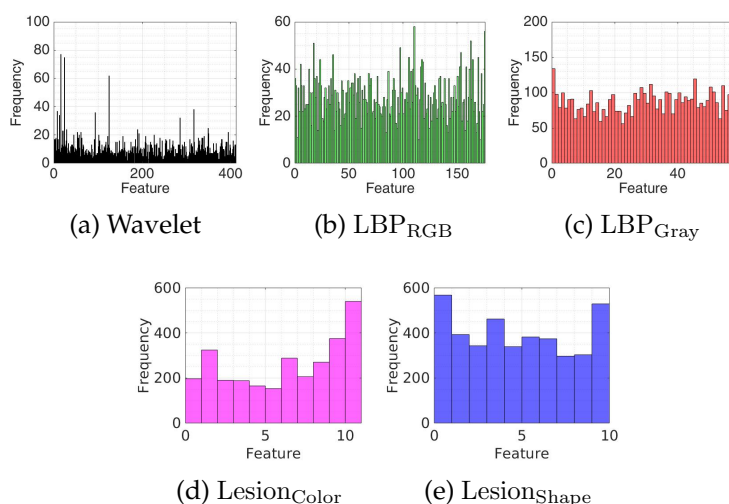 100
80
60
40
20
0
Frequency
0 200 400
Feature
(a) Wavelet
60
40
20
0
Frequency
0 50 100 150
Feature
(b) LBP_RGB
200
150
100
50
0
Frequency
0 20 40
Feature
(c) LBP_Gray
600
400
200
0
Frequency
0 5 10
Feature
(d) Lesion_Color
600
400
200
0
Frequency
0 5 10
Feature
(e) Lesion_Shape